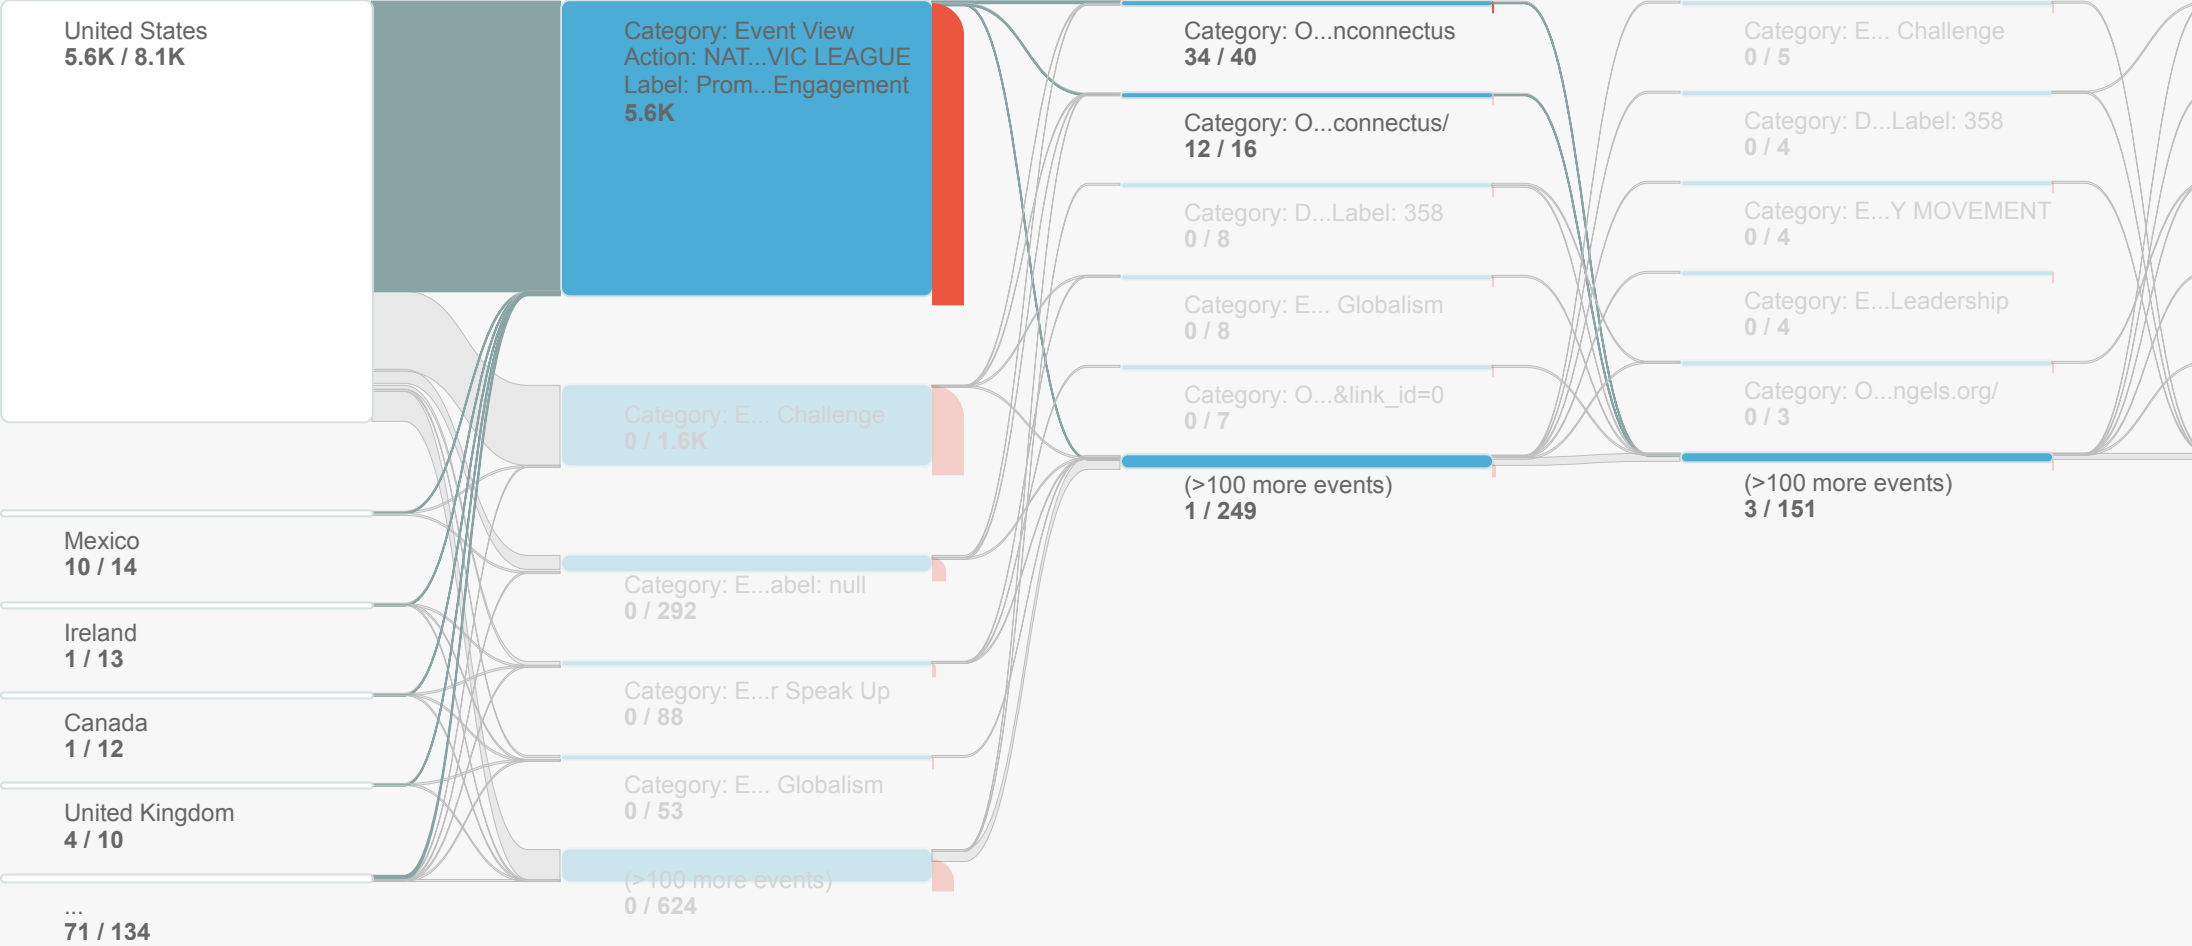 United States
5.6K / 8.1K
Mexico
10 / 14
Ireland
1 / 13
Canada
1 / 12
United Kingdom
4 / 10
...
71 / 134
Category: Event View
Action: NAT...VIC LEAGUE
Label: Prom...Engagement
5.6K
Category: E... Challenge
0 / 1.6K
Category: E...abel: null
0 / 292
Category: E...r Speak Up
0 / 88
Category: E... Globalism
0 / 53
(>100 more events)
0 / 624
Category: O...nconnectus
34 / 40
Category: O...connectus/
12 / 16
Category: D...Label: 358
0 / 8
Category: E... Globalism
0 / 8
Category: O...&link_id=0
0 / 7
(>100 more events)
1 / 249
Category: E... Challenge
0 / 5
Category: D...Label: 358
0 / 4
Category: E...Y MOVEMENT
0 / 4
Category: E...Leadership
0 / 4
Category: O...ngels.org/
0 / 3
(>100 more events)
3 / 151